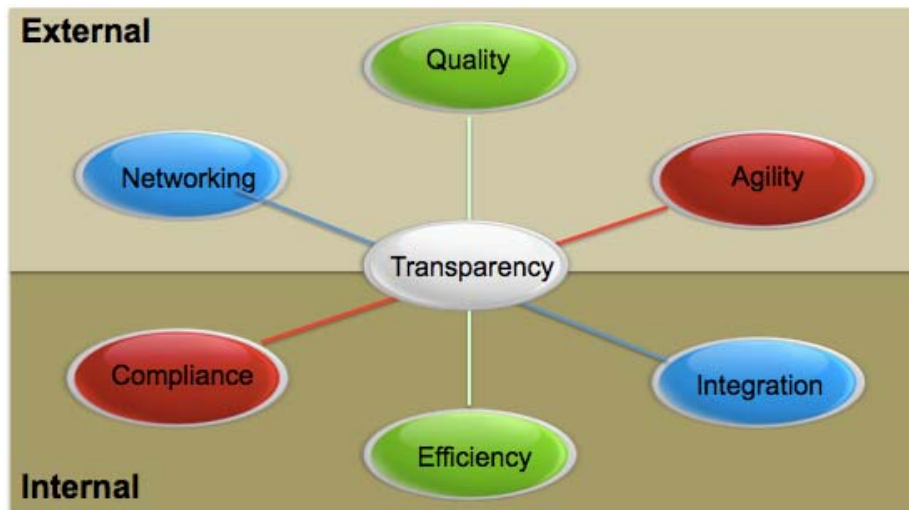 External
Quality
Networking
Agility
Transparency
Compliance
Integration
Efficiency
Internal